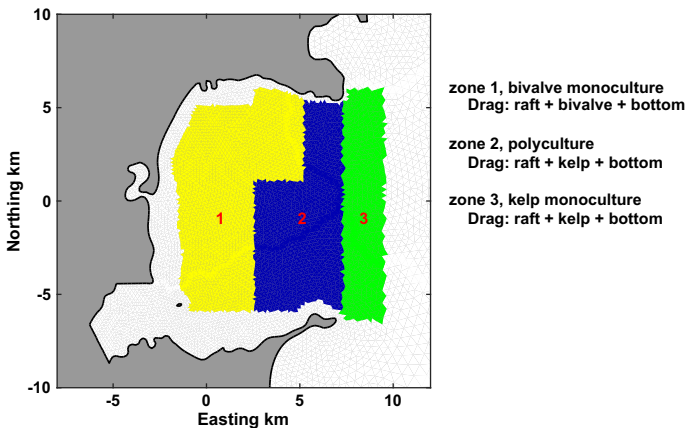 10
5
0
-5
-10
-5
0
5
10
Northing km
Easting km
1
2
3
zone 1, bivalve monoculture
Drag: raft + bivalve + bottom
zone 2, polyculture
Drag: raft + kelp + bottom
zone 3, kelp monoculture
Drag: raft + kelp + bottom